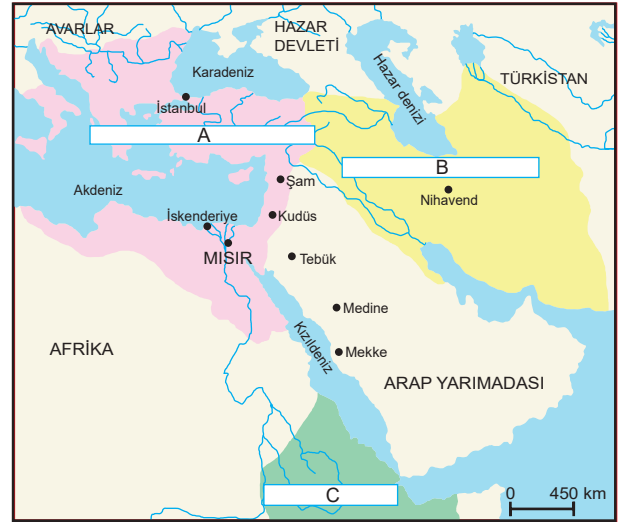 AVARLAR
HAZAR
DEVLETİ
Karadeniz
Hazar denizi
TÜRKİSTAN
İstanbul
A
B
Akdeniz
Şam
Nihavend
İskenderiye
Kudüs
MISIR
Tebük
Medine
Kızıldeniz
AFRİKA
Mekke
ARAP YARIMADASI
C
0 450 km